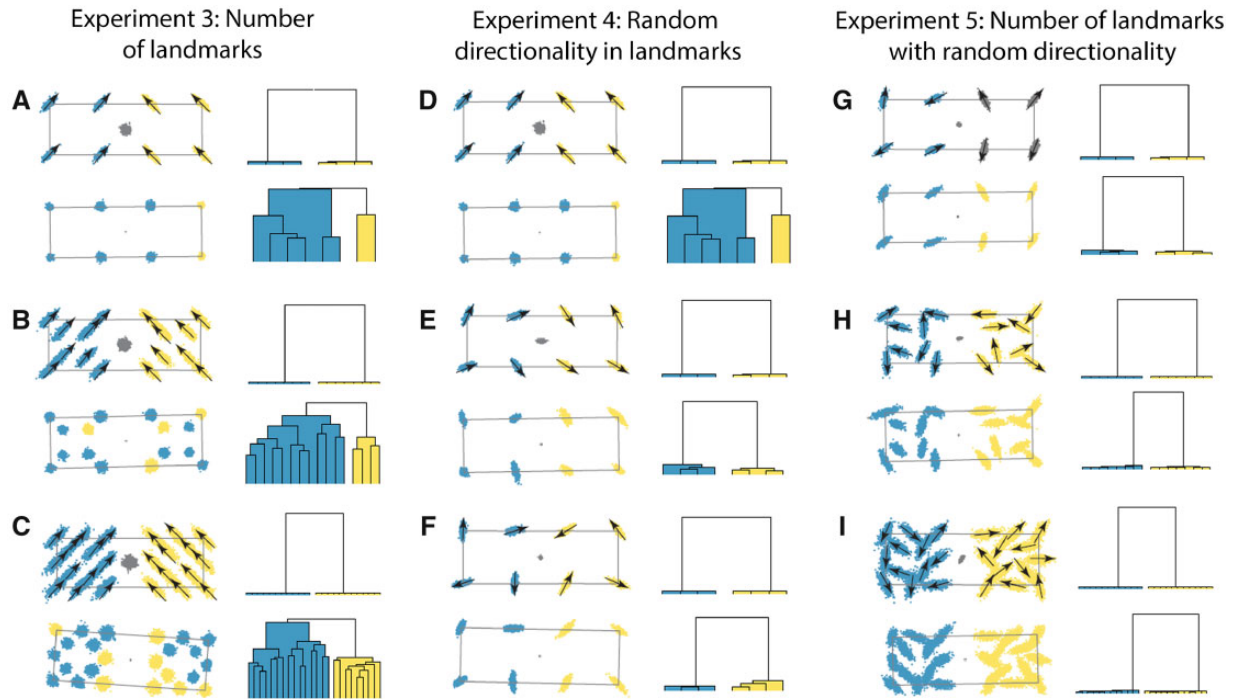 Experiment 3: Number
of landmarks
Experiment 4: Random
directionality in landmarks
Experiment 5: Number of landmarks
with random directionality
A
D
G
B
E
H
C
F
I